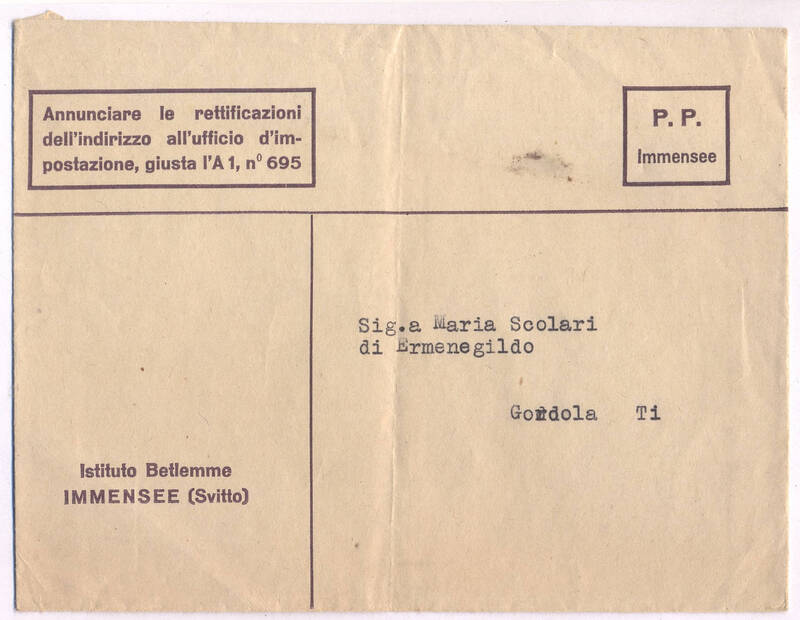 Annunciare le rettificazioni
dell'indirizzo all'ufficio d'im-
postazione, giusta l'A 1, nº 695
P. P.
Immensee
Sig.a Maria Scolari
di Ermenegildo
Gordola Ti
Istituto Betlemme
IMMENSEE (Svitto)